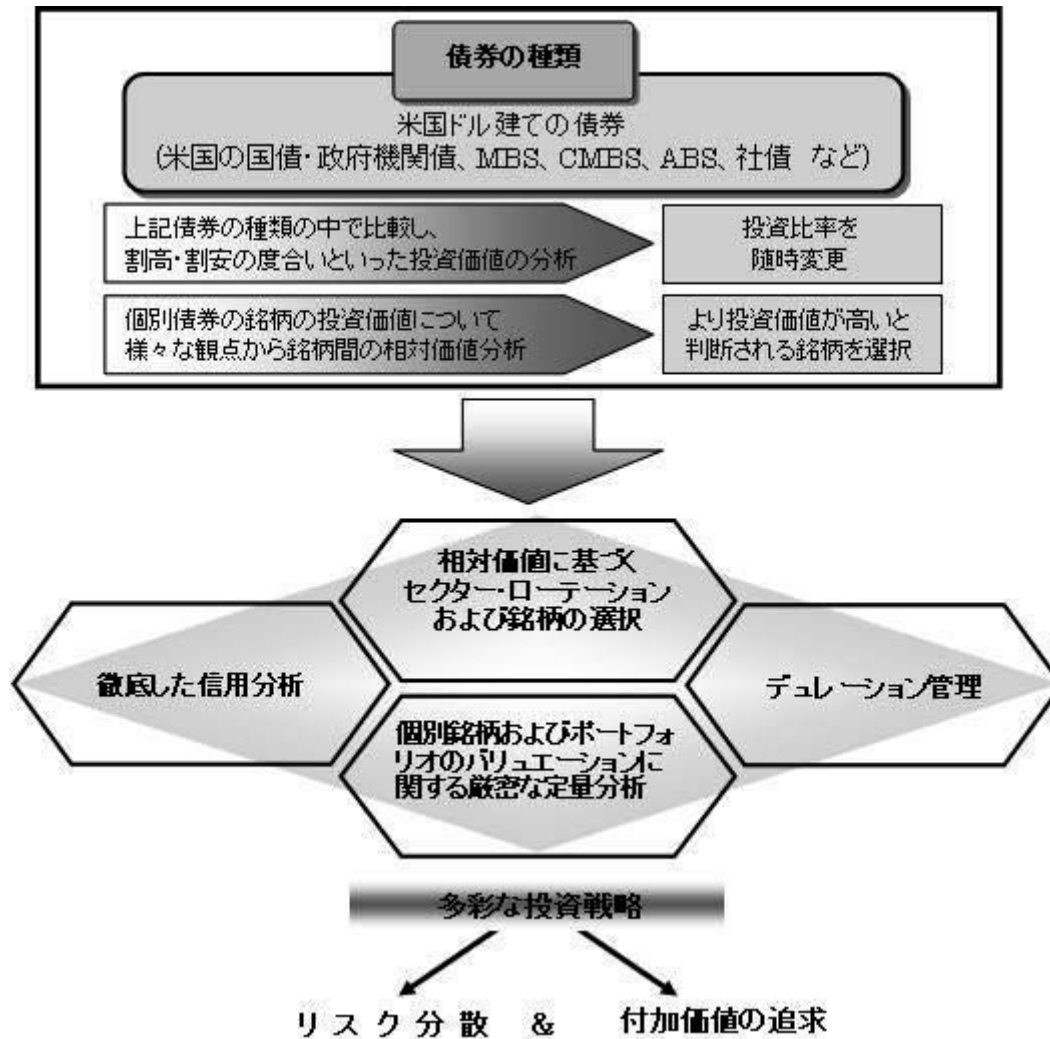 債券の種類
米国ドル建ての債券
(米国の国債・政府機関債、MBS、CMBS、ABS、社債 など)
上記債券の種類の中で比較し、
割高・割安の度合いといった投資価値の分析
投資比率を
随時変更
個別債券の銘柄の投資価値について
様々な観点から銘柄間の相対価値分析
より投資価値が高いと
判断される銘柄を選択
相対価値に基づく
セクター・ローテーション
および銘柄の選択
徹底した信用分析
デュレーション管理
個別銘柄およびポートフォ
リオのバリュエーションに
関する厳密な定量分析
多彩な投資戦略
リスク分散 & 付加価値の追求